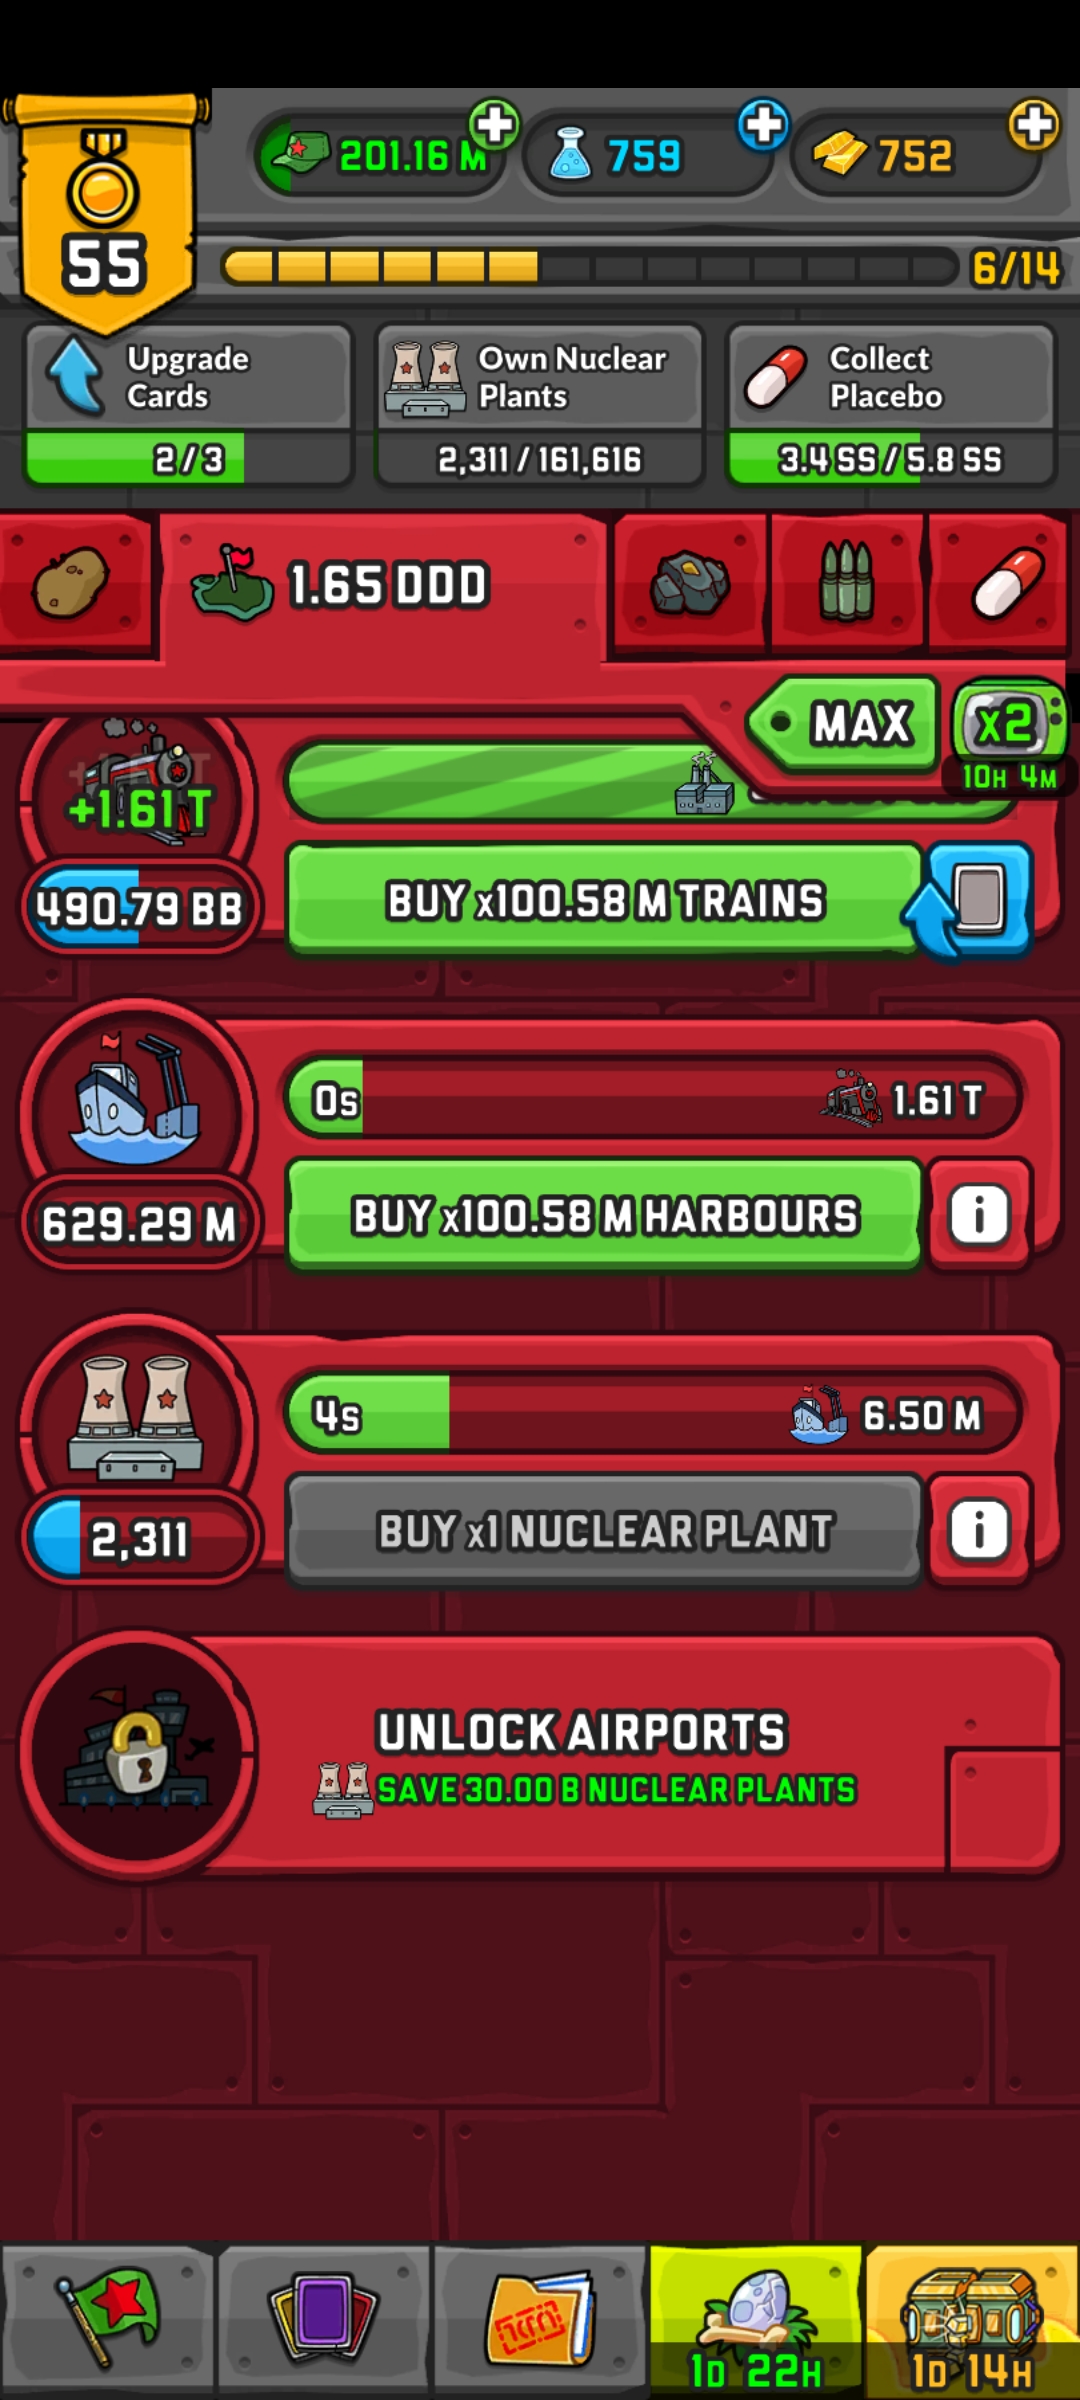 201.16 M
759
752
55
6/14
Upgrade
Cards
2/3
Own Nuclear
Plants
2,311 / 161,616
Collect
Placebo
3.4 SS / 5.8 SS
1.65 DDD
MAX
x2
10H 4M
+1.61 T
490.79 BB
BUY x100.58 M TRAINS
0s
1.61 T
629.29 M
BUY x100.58 M HARBOURS
i
4s
6.50 M
2,311
BUY x1 NUCLEAR PLANT
i
UNLOCK AIRPORTS
SAVE 30.00 B NUCLEAR PLANTS
1D 22H
1D 14H